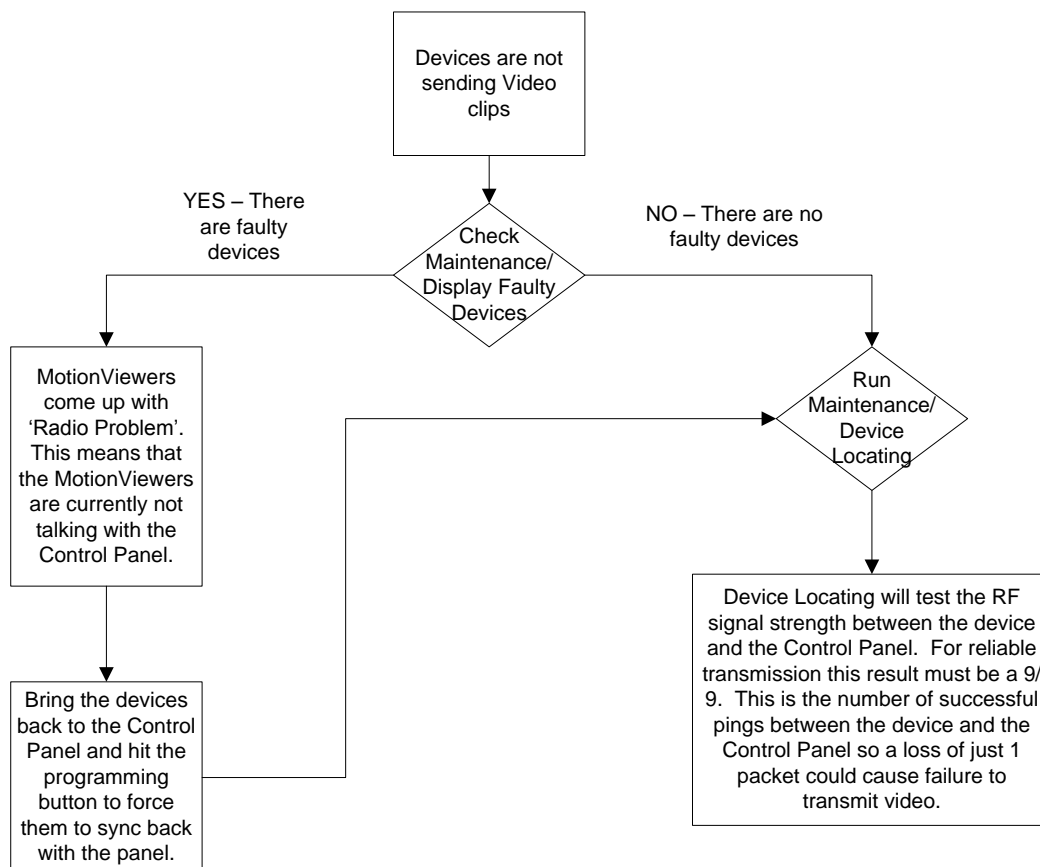 Devices are not
sending Video
clips
YES – There
are faulty
devices
NO – There are no
faulty devices
Check
Maintenance/
Display Faulty
Devices
MotionViewers
come up with
‘Radio Problem’.
This means that
the MotionViewers
are currently not
talking with the
Control Panel.
Run
Maintenance/
Device
Locating
Bring the devices
back to the Control
Panel and hit the
programming
button to force
them to sync back
with the panel.
Device Locating will test the RF
signal strength between the device
and the Control Panel.  For reliable
transmission this result must be a 9/
9.  This is the number of successful
pings between the device and the
Control Panel so a loss of just 1
packet could cause failure to
transmit video.